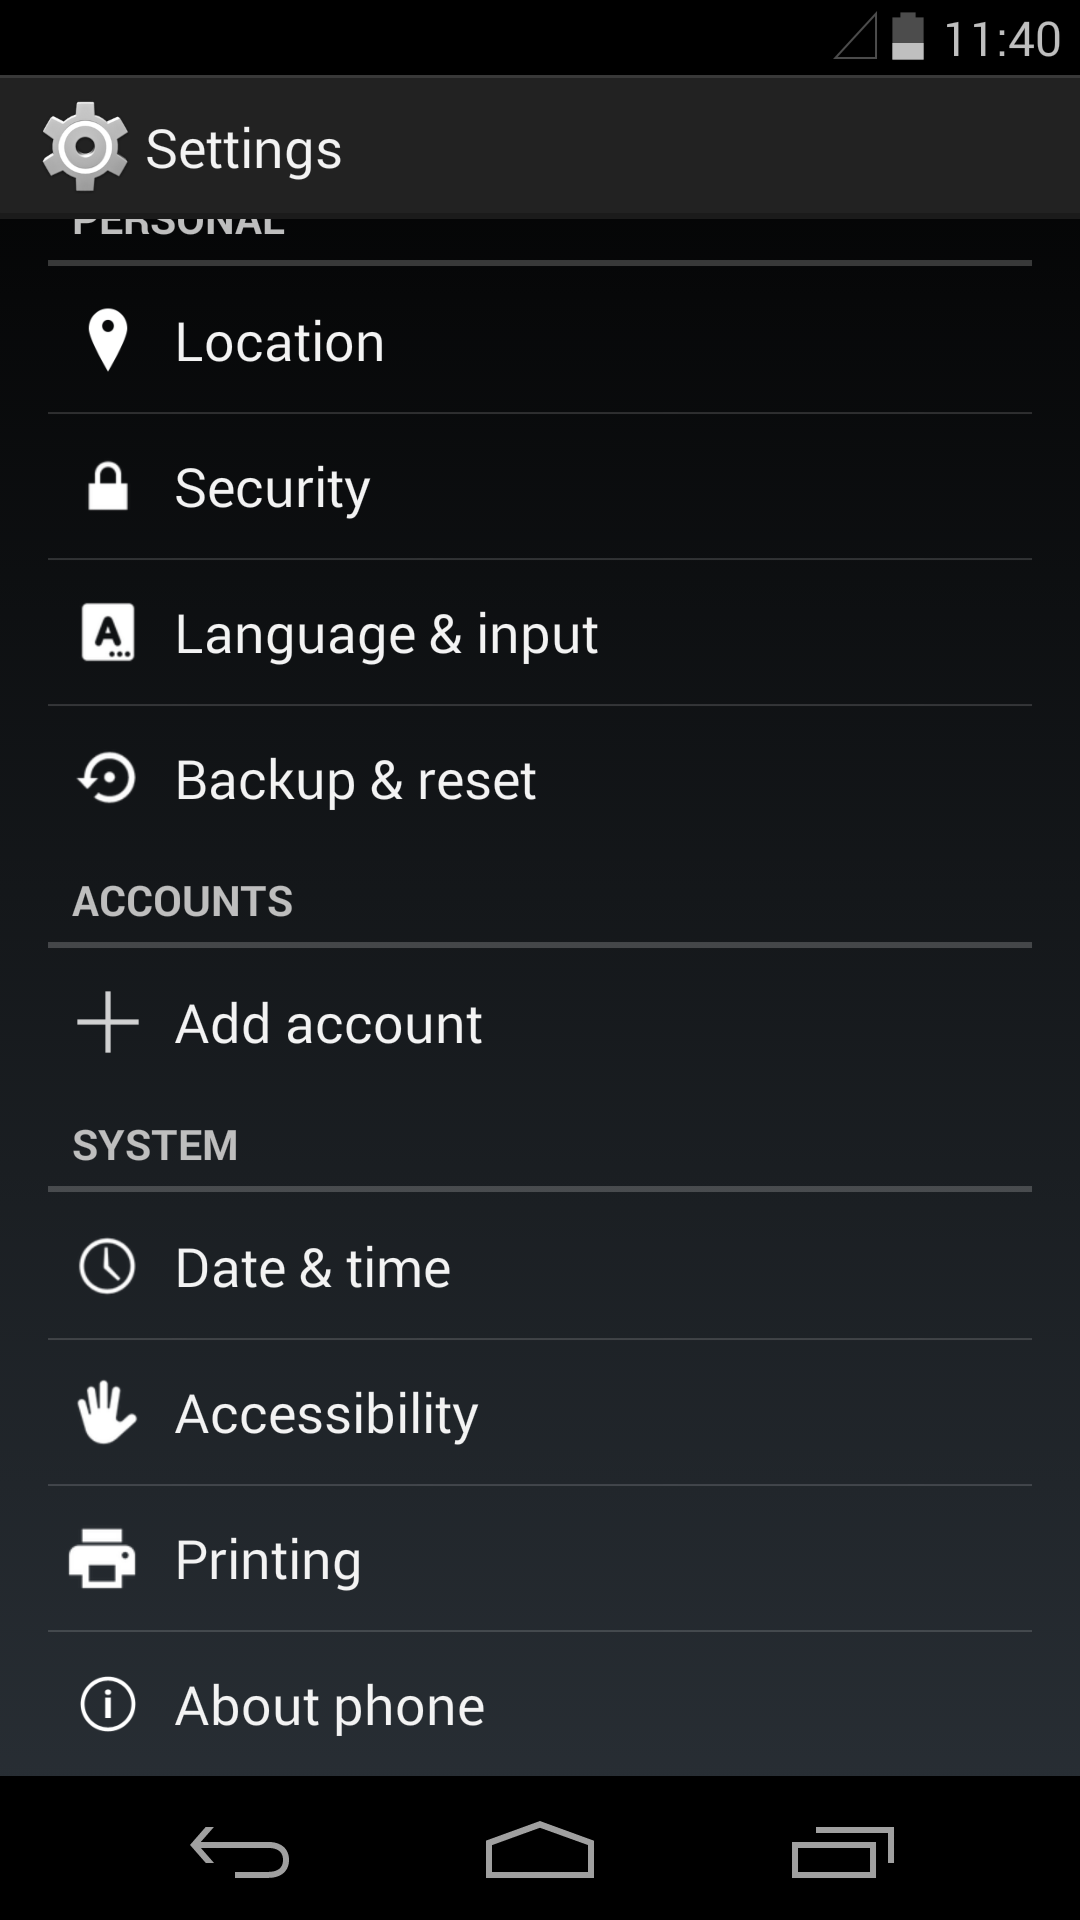 11:40
Settings
PERSONAL
Location
Security
Language & input
Backup & reset
ACCOUNTS
Add account
SYSTEM
Date & time
Accessibility
Printing
About phone